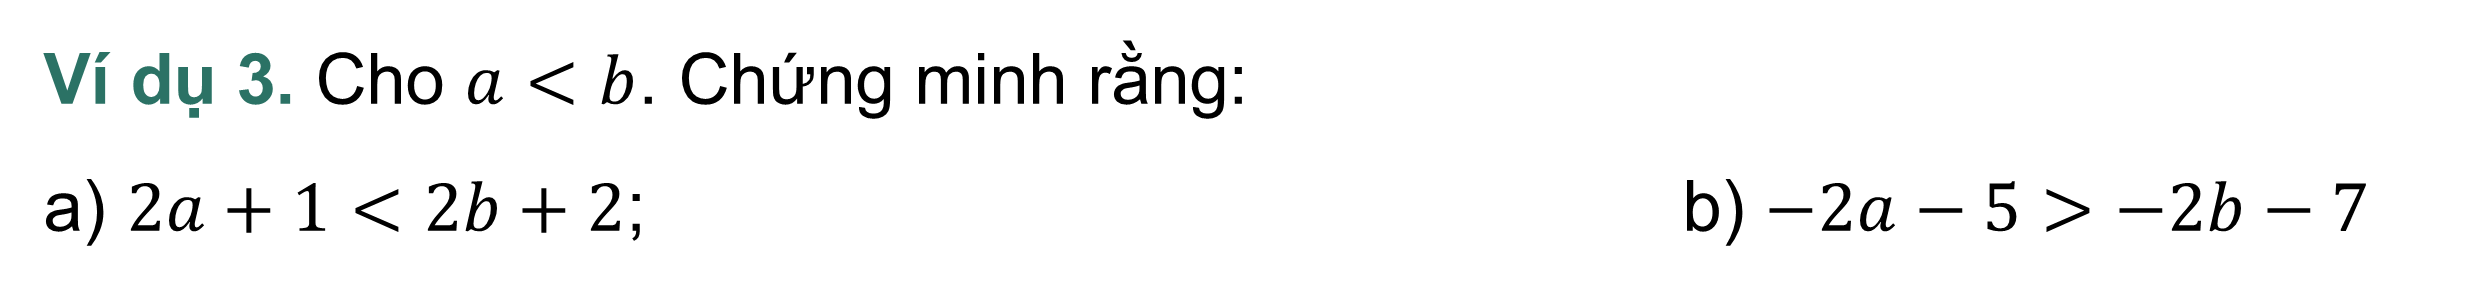 Ví dụ 3. Cho a < b. Chứng minh rằng:
a) 2a + 1 < 2b + 2; b) −2a − 5 > −2b − 7